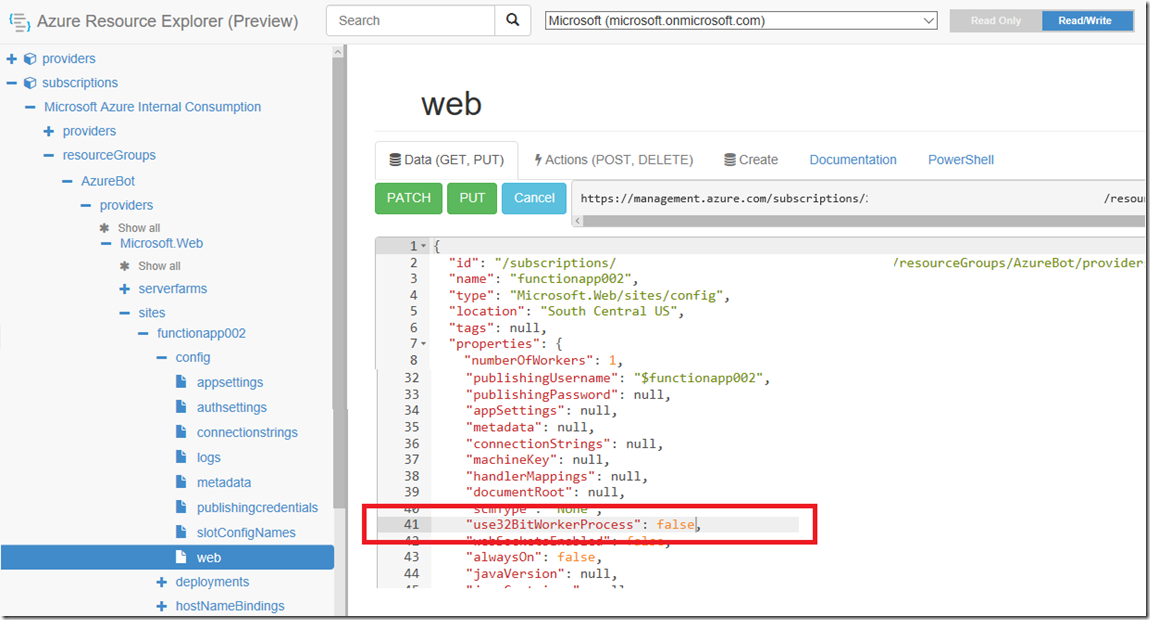 Azure Resource Explorer (Preview)
Search
Microsoft (microsoft.onmicrosoft.com)
Read Only
Read/Write
providers
subscriptions
Microsoft Azure Internal Consumption
providers
resourceGroups
AzureBot
providers
Show all
Microsoft.Web
Show all
serverfarms
sites
functionapp002
config
appsettings
authsettings
connectionstrings
logs
metadata
publishingcredentials
slotConfigNames
web
deployments
hostNameBindings
web
Data (GET, PUT)
Actions (POST, DELETE)
Create
Documentation
PowerShell
PATCH
PUT
Cancel
https://management.azure.com/subscriptions/ /resour
1 {
2 "id": "/subscriptions/ /resourceGroups/AzureBot/provider
3 "name": "functionapp002",
4 "type": "Microsoft.Web/sites/config",
5 "location": "South Central US",
6 "tags": null,
7 "properties": {
8 "numberOfWorkers": 1,
32 "publishingUsername": "$functionapp002",
33 "publishingPassword": null,
34 "appSettings": null,
35 "metadata": null,
36 "connectionStrings": null,
37 "machineKey": null,
38 "handlerMappings": null,
39 "documentRoot": null,
40 "scmType": "None",
41 "use32BitWorkerProcess": false,
42 "webSocketsEnabled": false,
43 "alwaysOn": false,
44 "javaVersion": null,